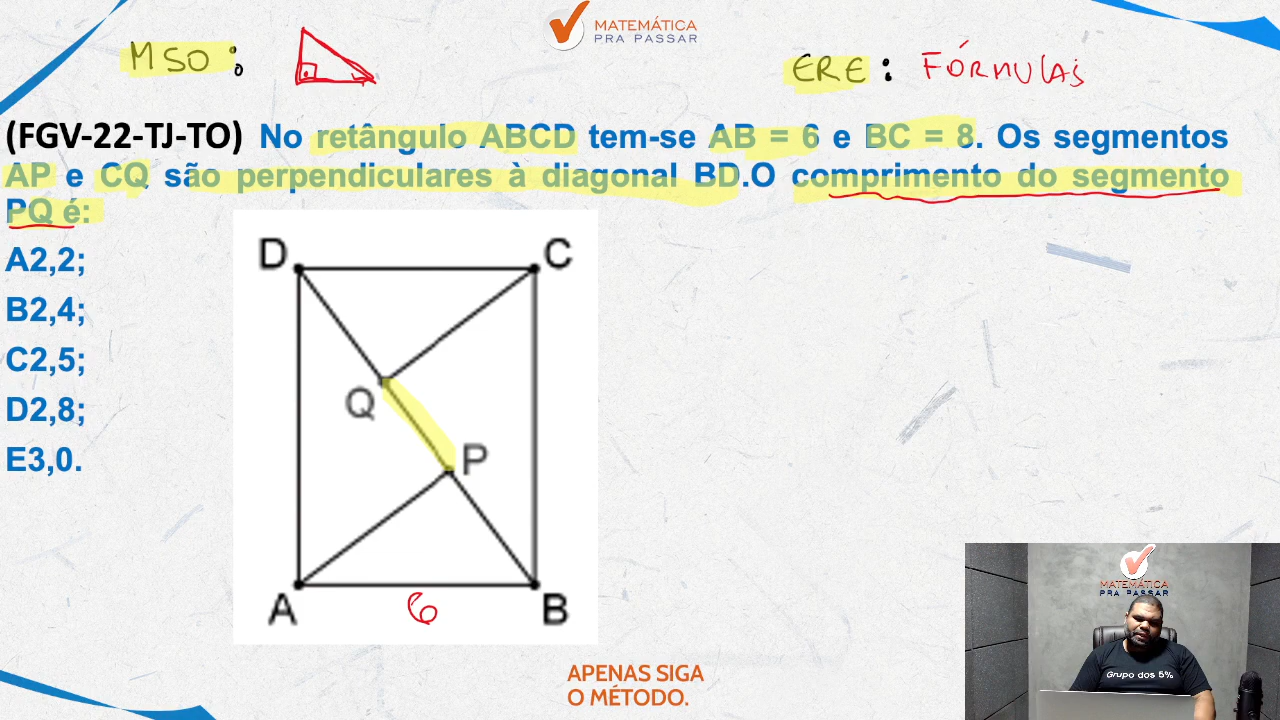 MSO:
MATEMÁTICA
PRA PASSAR
ERE: FÓRMULAS
(FGV-22-TJ-TO) No retângulo ABCD tem-se AB = 6 e BC = 8. Os segmentos
AP e CQ são perpendiculares à diagonal BD.O comprimento do segmento
PQ é:
A2,2;
B2,4;
C2,5;
D2,8;
E3,0.
D
C
Q
P
A
6
B
MATEMÁTICA
PRA PASSAR
Grupo dos 5%
APENAS SIGA
O MÉTODO.